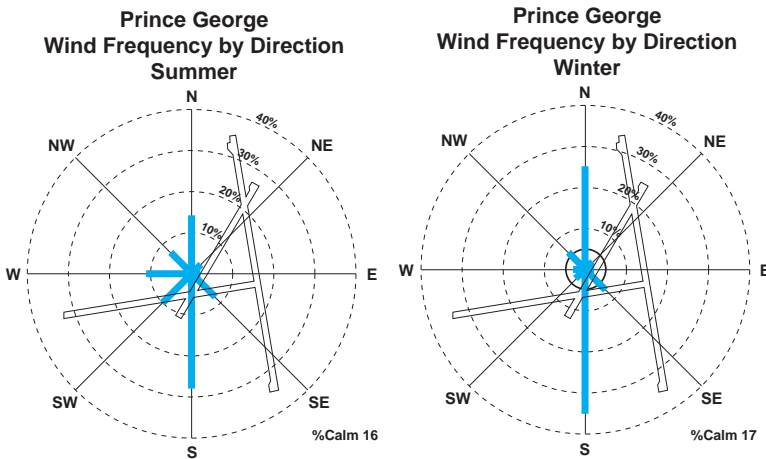 Prince George
Wind Frequency by Direction
Summer
N
40%
NW
NE
30%
20%
10%
W
E
SW
SE
S
%Calm 16
Prince George
Wind Frequency by Direction
Winter
N
40%
NW
NE
30%
20%
10%
W
E
SW
SE
S
%Calm 17